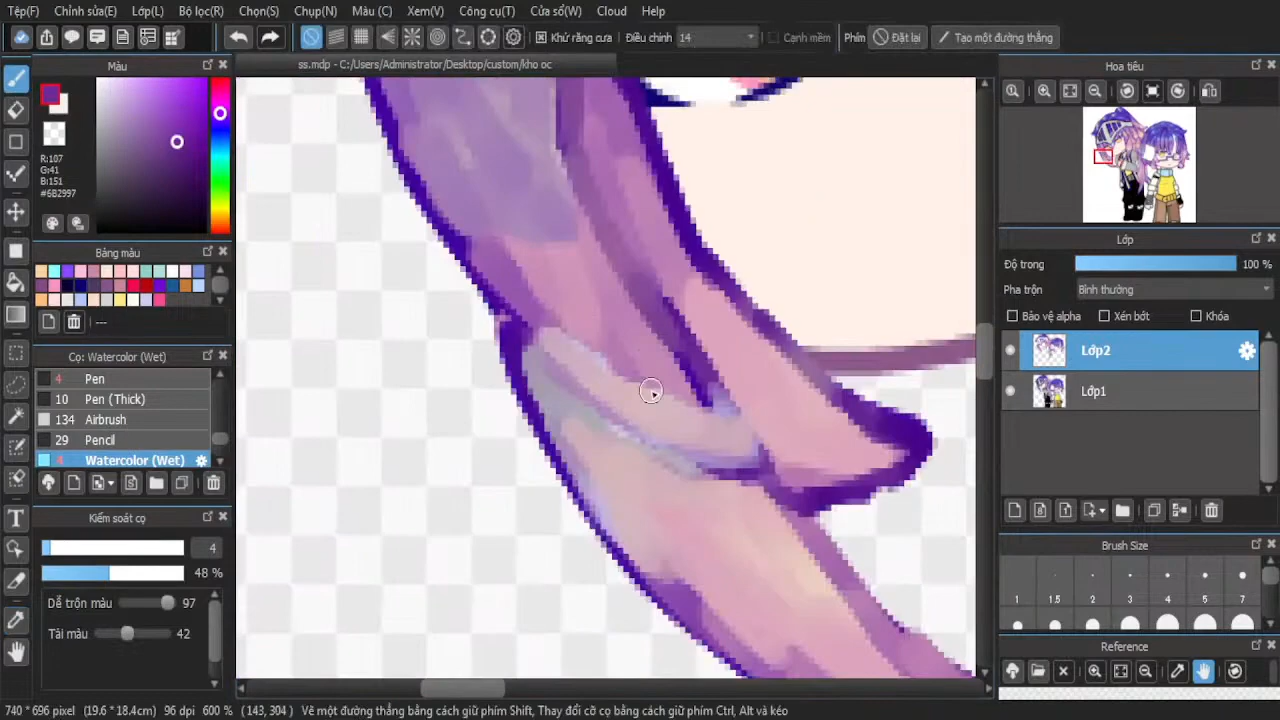 Tệp(F) Chỉnh sửa(E) Lớp(L) Bộ lọc(R) Chọn(S) Chụp(N) Màu (C) Xem(V) Công cụ(T) Cửa sổ(W) Cloud Help
Khử răng cưa Điều chỉnh 14 Cạnh mềm Phím Đặt lại Tạo một đường thẳng
Màu
ss.mdp - C:/Users/Administrator/Desktop/custom/kho oc
Hoa tiêu
R:107
G:41
B:151
#6B2997
Bảng màu
---
Lớp
Độ trong 100 %
Pha trộn Bình thường
Bảo vệ alpha Xén bớt Khóa
Lớp2
Lớp1
Cọ: Watercolor (Wet)
4 Pen
10 Pen (Thick)
134 Airbrush
29 Pencil
4 Watercolor (Wet)
Kiểm soát cọ
4
48 %
Dễ trộn màu 97
Tải màu 42
Brush Size
1 1.5 2 3 4 5 7
Reference
740 * 696 pixel (19.6 * 18.4cm) 96 dpi 600 % ( 143, 304 ) Vẽ một đường thẳng bằng cách giữ phím Shift, Thay đổi cỡ cọ bằng cách giữ phím Ctrl, Alt và kéo